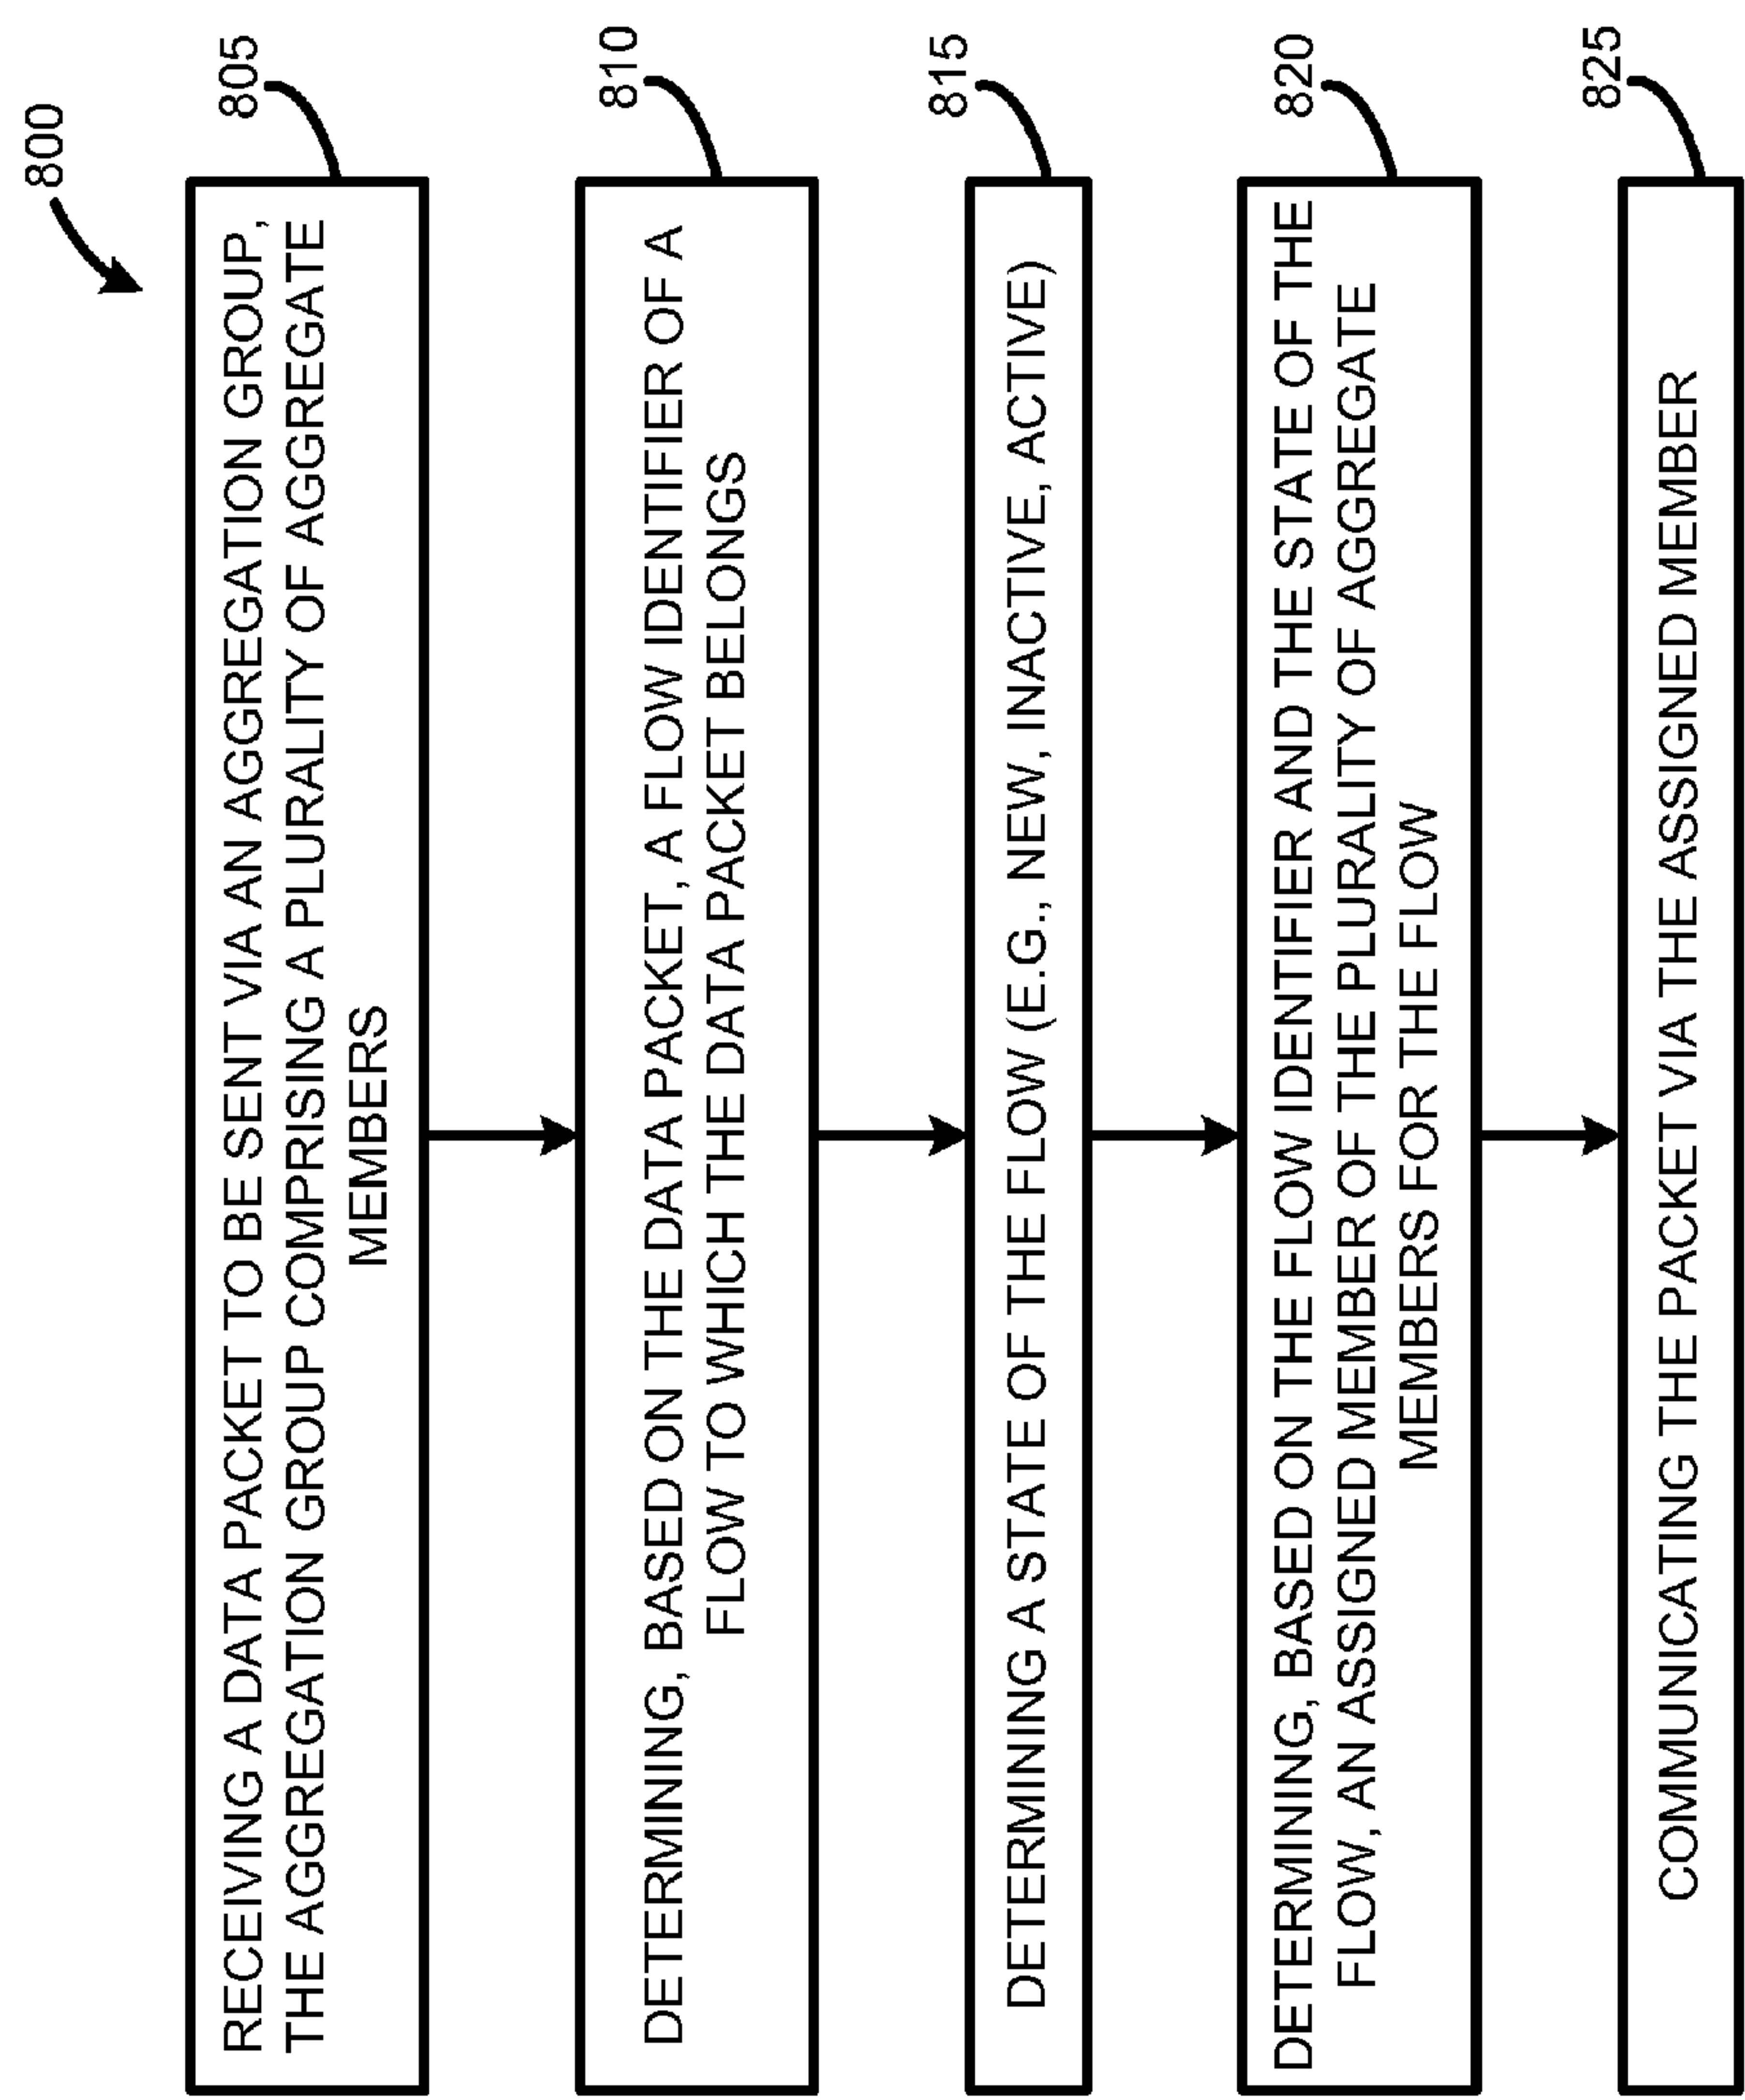 800
805
RECEIVING A DATA PACKET TO BE SENT VIA AN AGGREGATION GROUP,
THE AGGREGATION GROUP COMPRISING A PLURALITY OF AGGREGATE
MEMBERS
810
DETERMINING, BASED ON THE DATA PACKET, A FLOW IDENTIFIER OF A
FLOW TO WHICH THE DATA PACKET BELONGS
815
DETERMINING A STATE OF THE FLOW (E.G., NEW, INACTIVE, ACTIVE)
820
DETERMINING, BASED ON THE FLOW IDENTIFIER AND THE STATE OF THE
FLOW, AN ASSIGNED MEMBER OF THE PLURALITY OF AGGREGATE
MEMBERS FOR THE FLOW
825
COMMUNICATING THE PACKET VIA THE ASSIGNED MEMBER